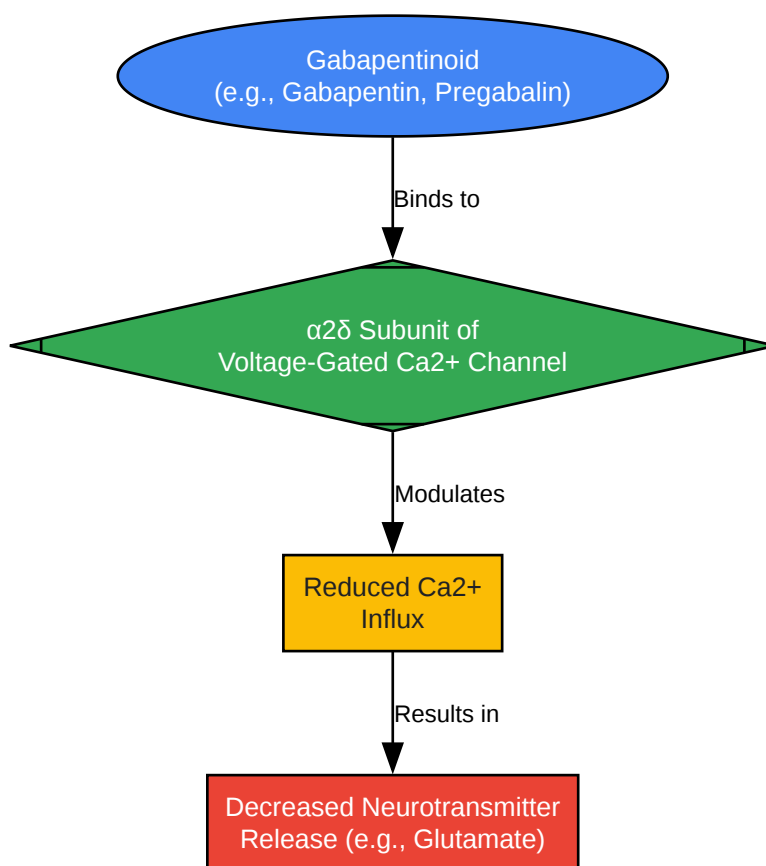 Gabapentinoid
(e.g., Gabapentin, Pregabalin)
Binds to
α2δ Subunit of
Voltage-Gated Ca2+ Channel
Modulates
Reduced Ca2+
Influx
Results in
Decreased Neurotransmitter
Release (e.g., Glutamate)